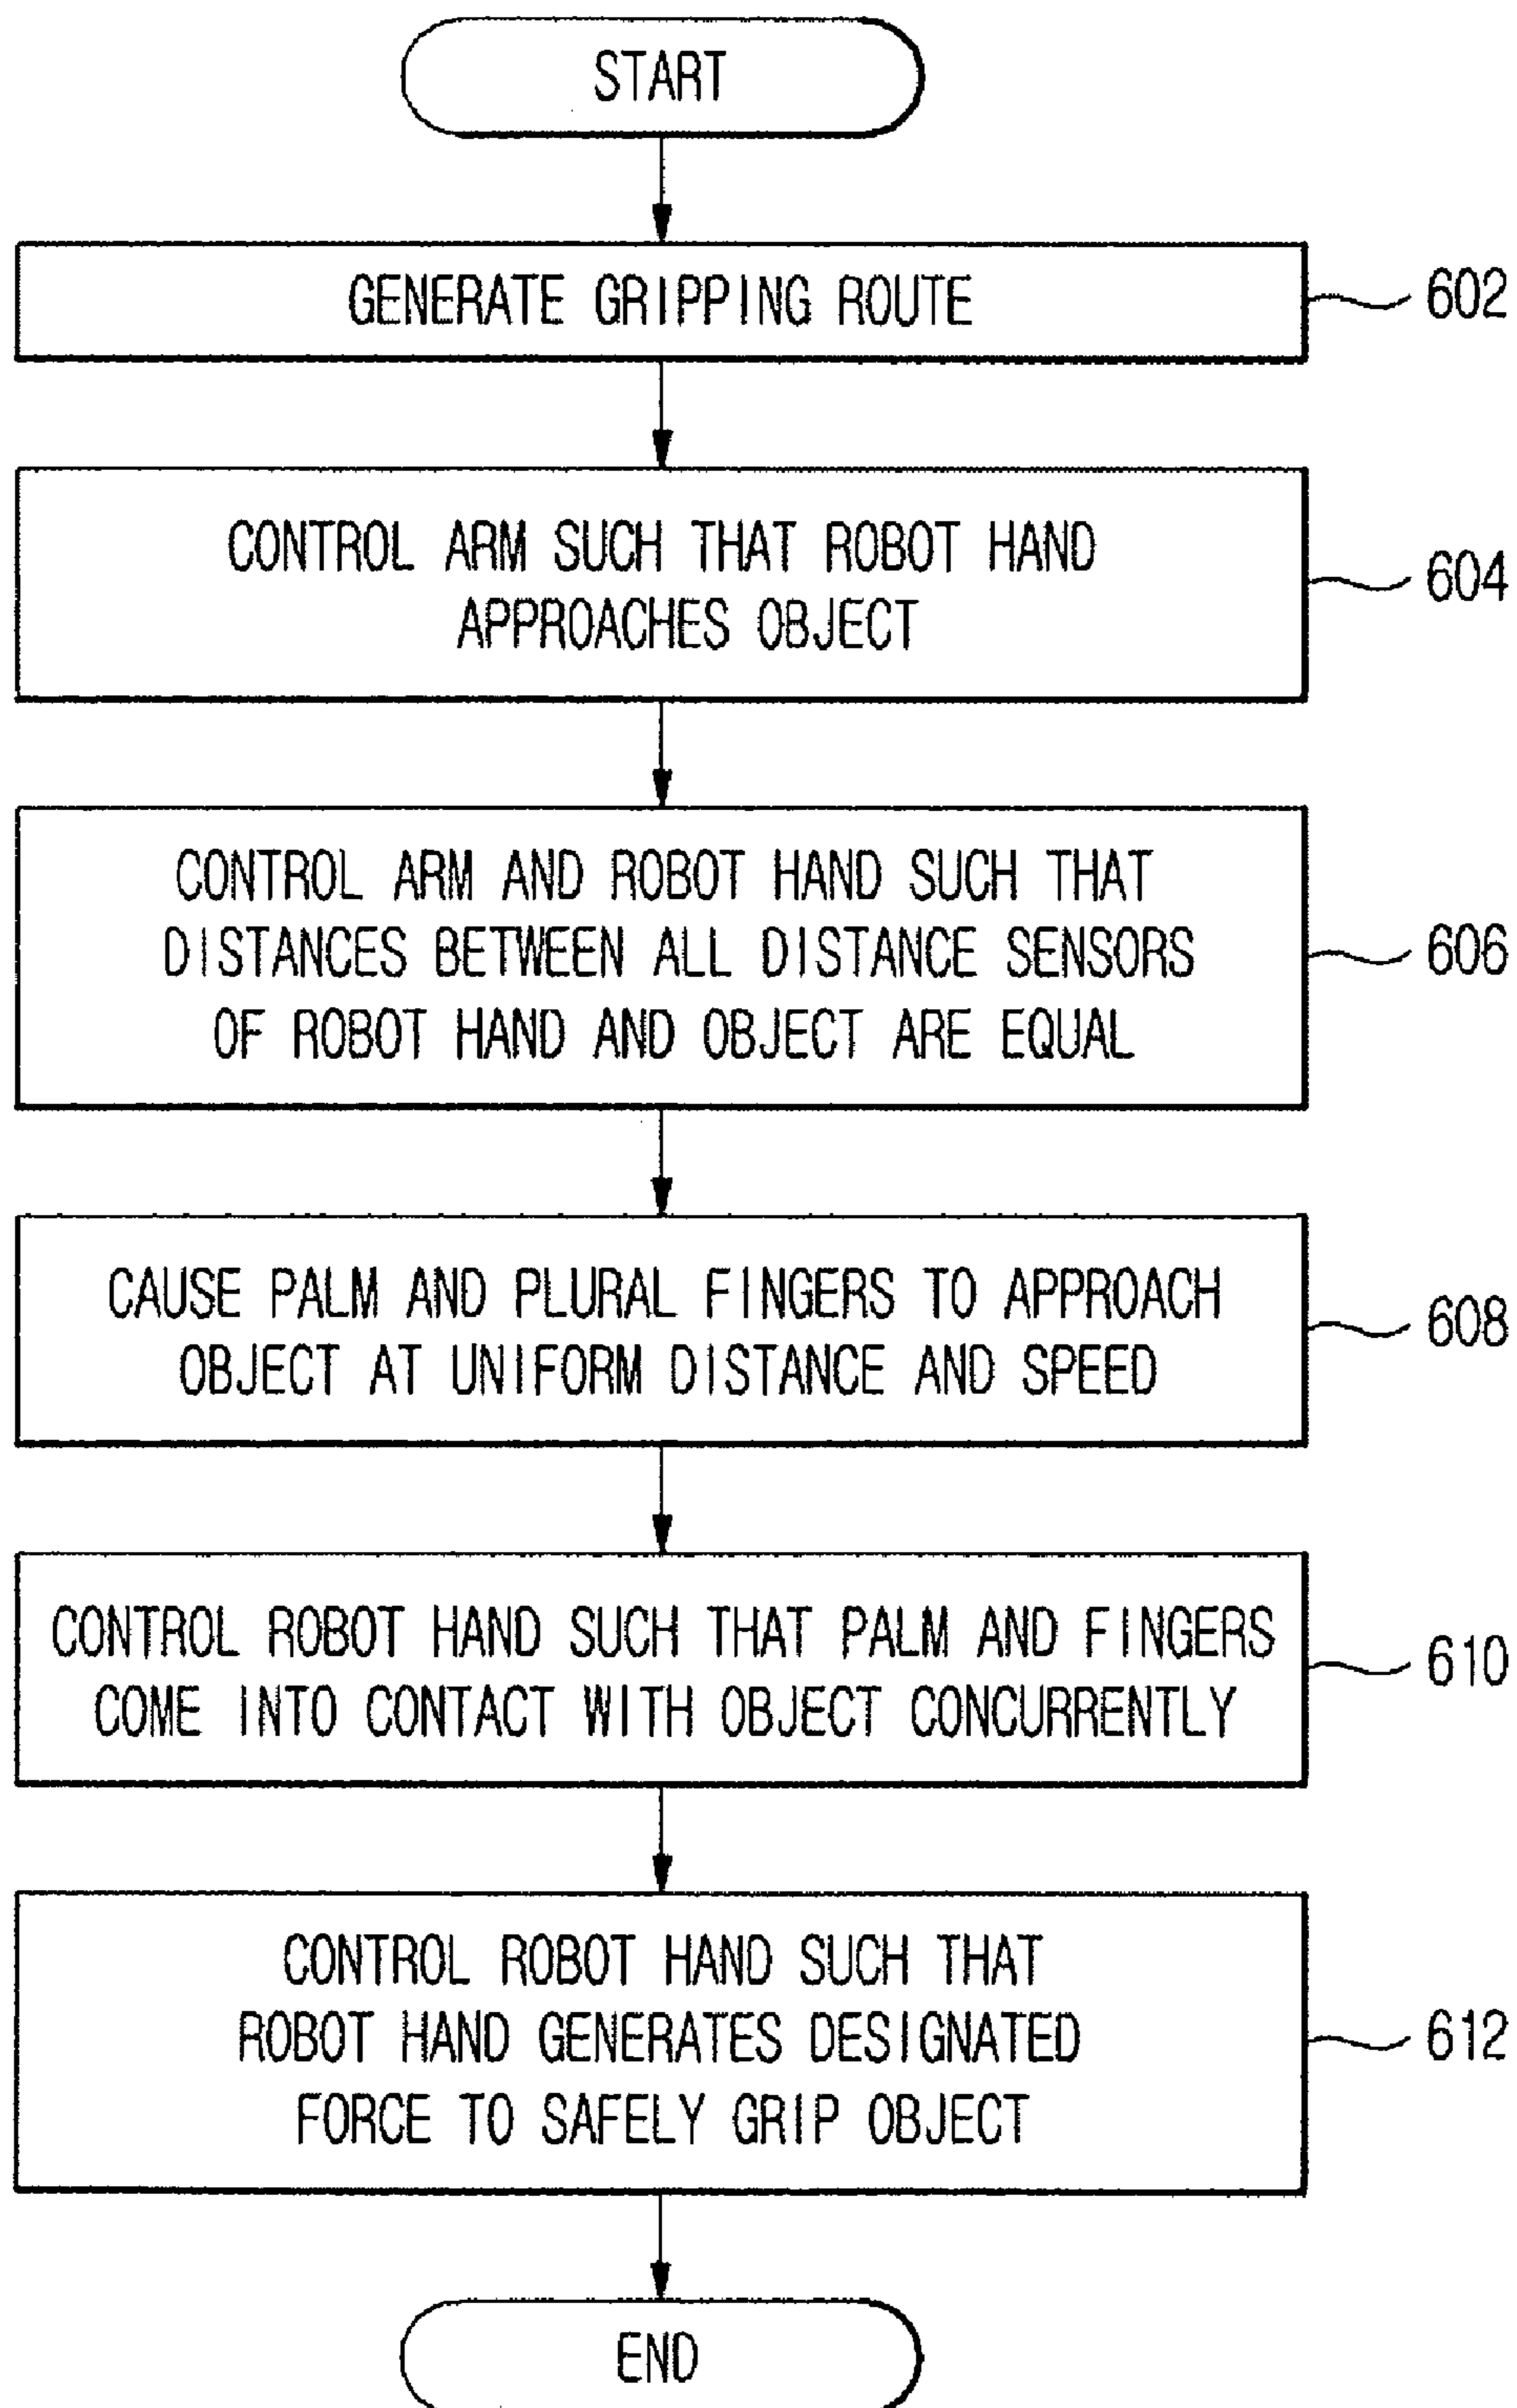 START
GENERATE GRIPPING ROUTE
602
CONTROL ARM SUCH THAT ROBOT HAND
APPROACHES OBJECT
604
CONTROL ARM AND ROBOT HAND SUCH THAT
DISTANCES BETWEEN ALL DISTANCE SENSORS
OF ROBOT HAND AND OBJECT ARE EQUAL
606
CAUSE PALM AND PLURAL FINGERS TO APPROACH
OBJECT AT UNIFORM DISTANCE AND SPEED
608
CONTROL ROBOT HAND SUCH THAT PALM AND FINGERS
COME INTO CONTACT WITH OBJECT CONCURRENTLY
610
CONTROL ROBOT HAND SUCH THAT
ROBOT HAND GENERATES DESIGNATED
FORCE TO SAFELY GRIP OBJECT
612
END